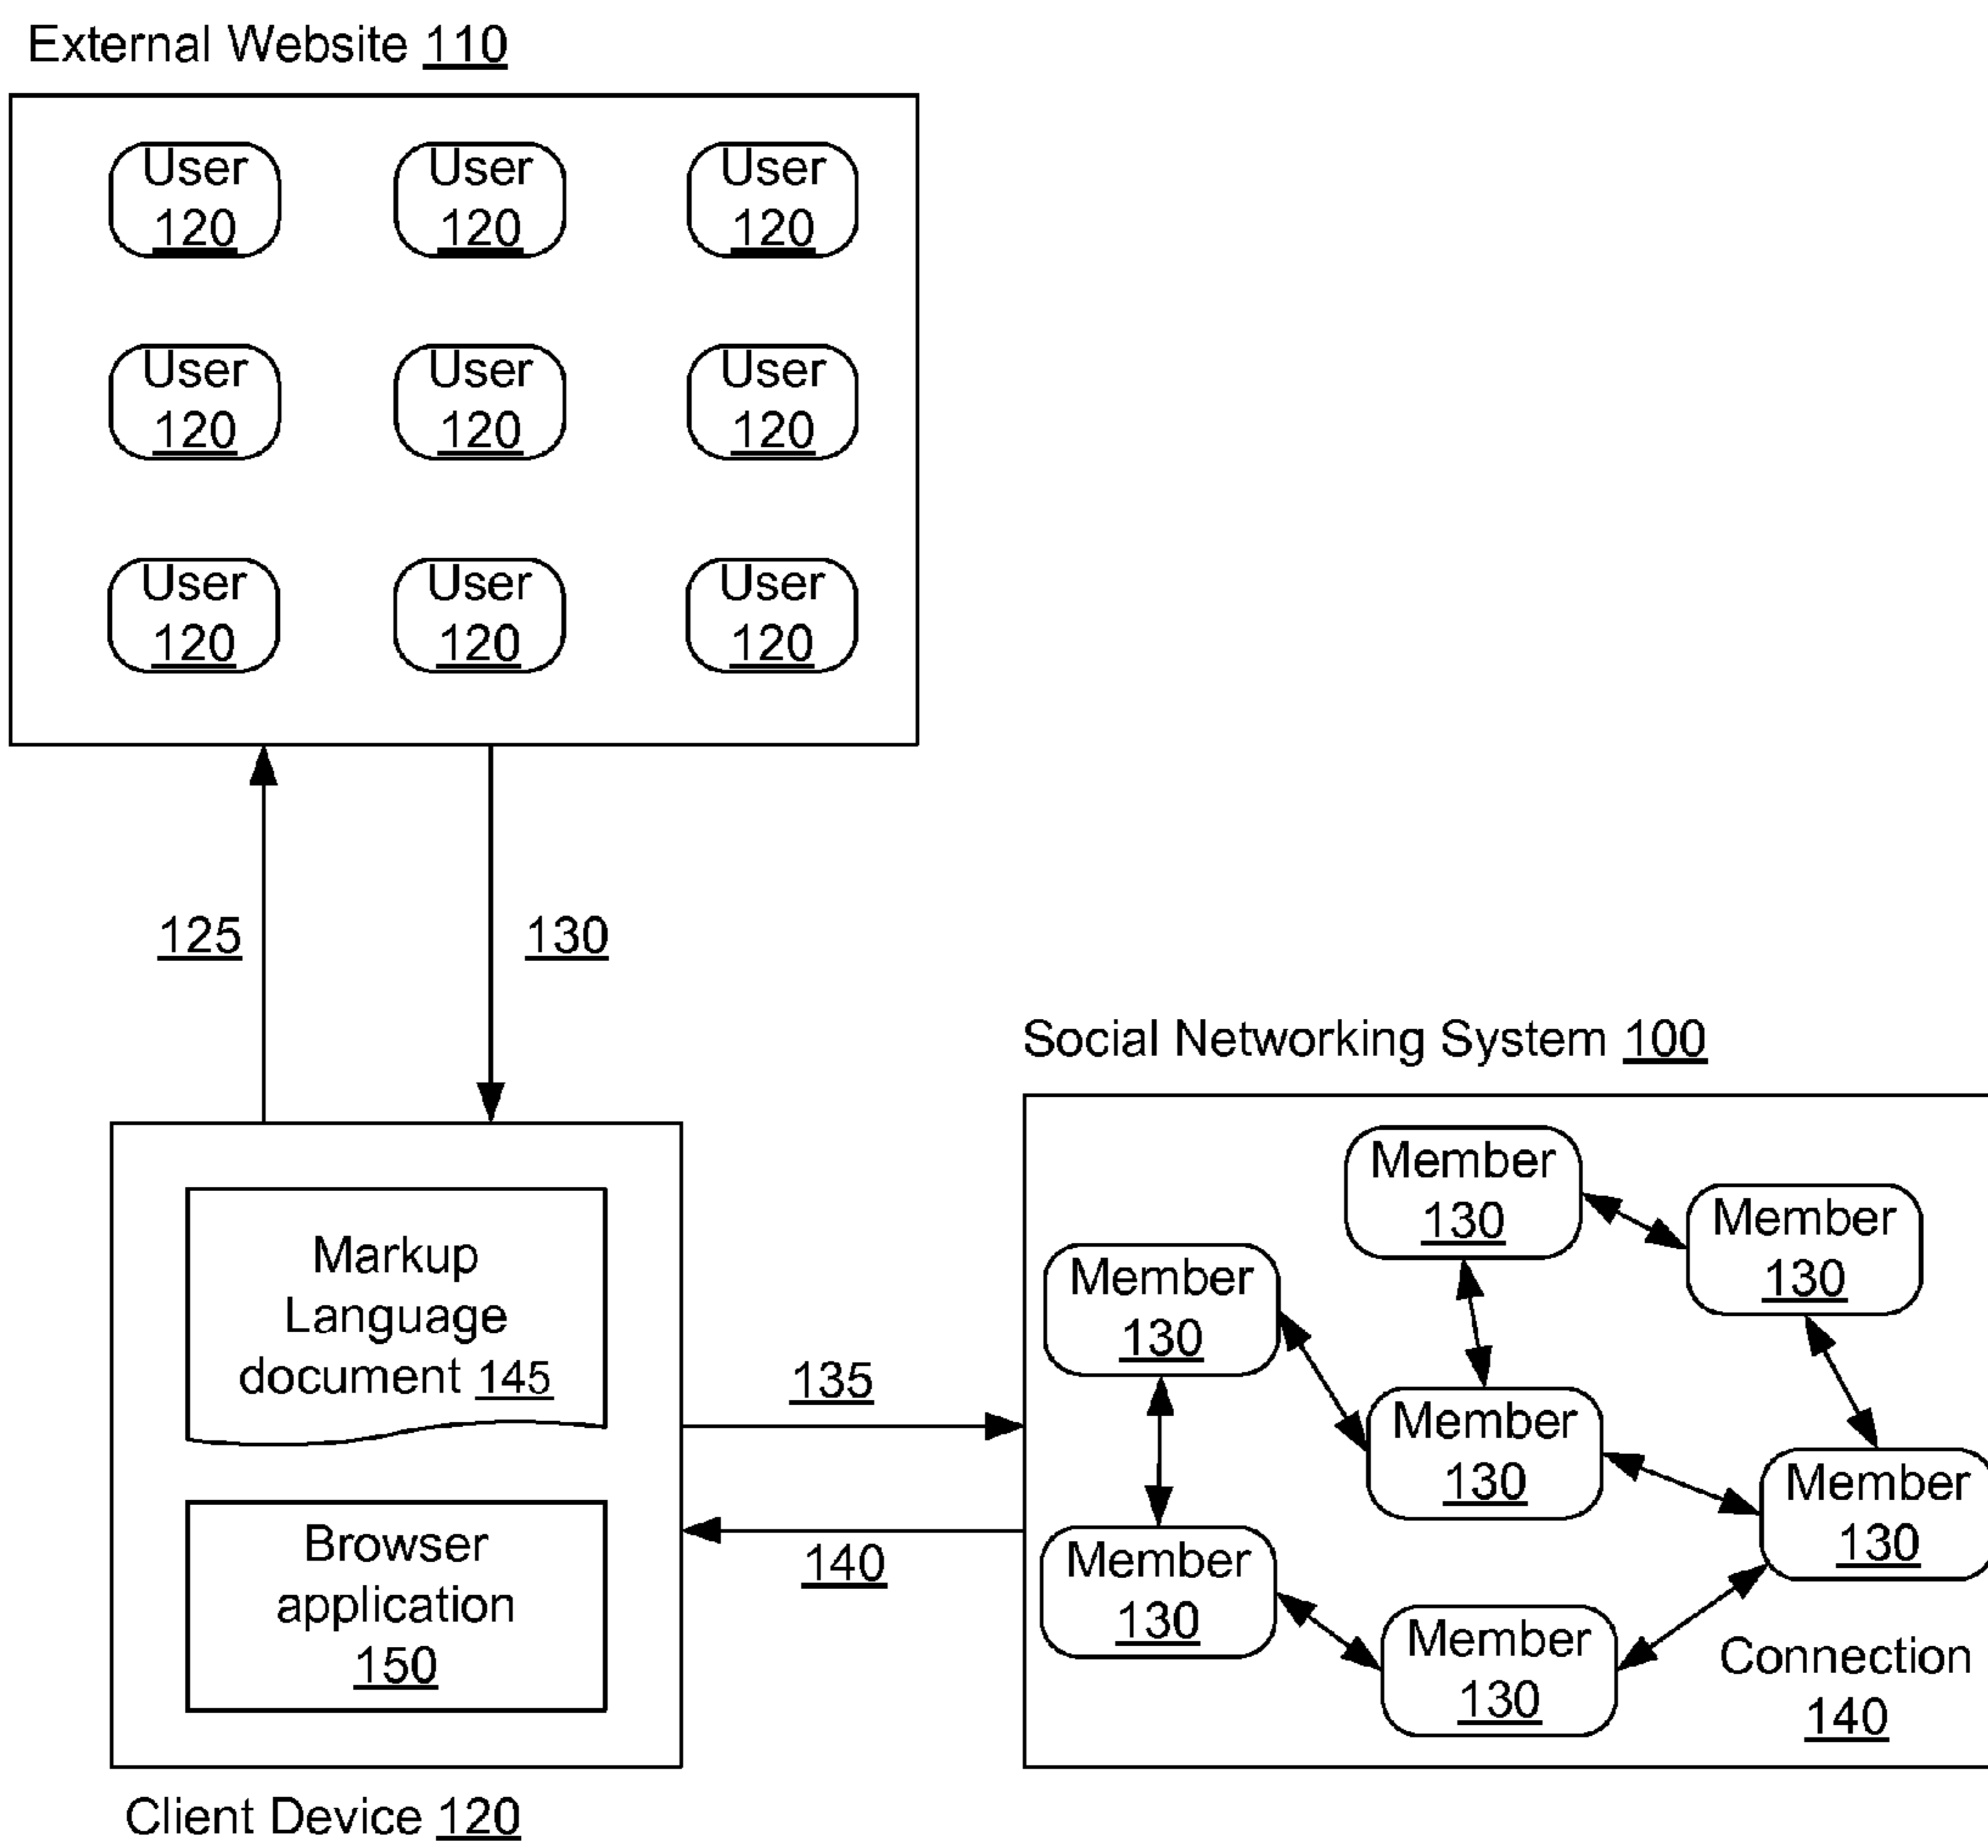 External Website 110
User
120
User
120
User
120
User
120
User
120
User
120
User
120
User
120
User
120
125
130
Social Networking System 100
Markup
Language
document 145
Browser
application
150
Client Device 120
135
140
Member
130
Member
130
Member
130
Member
130
Member
130
Member
130
Member
130
Connection
140